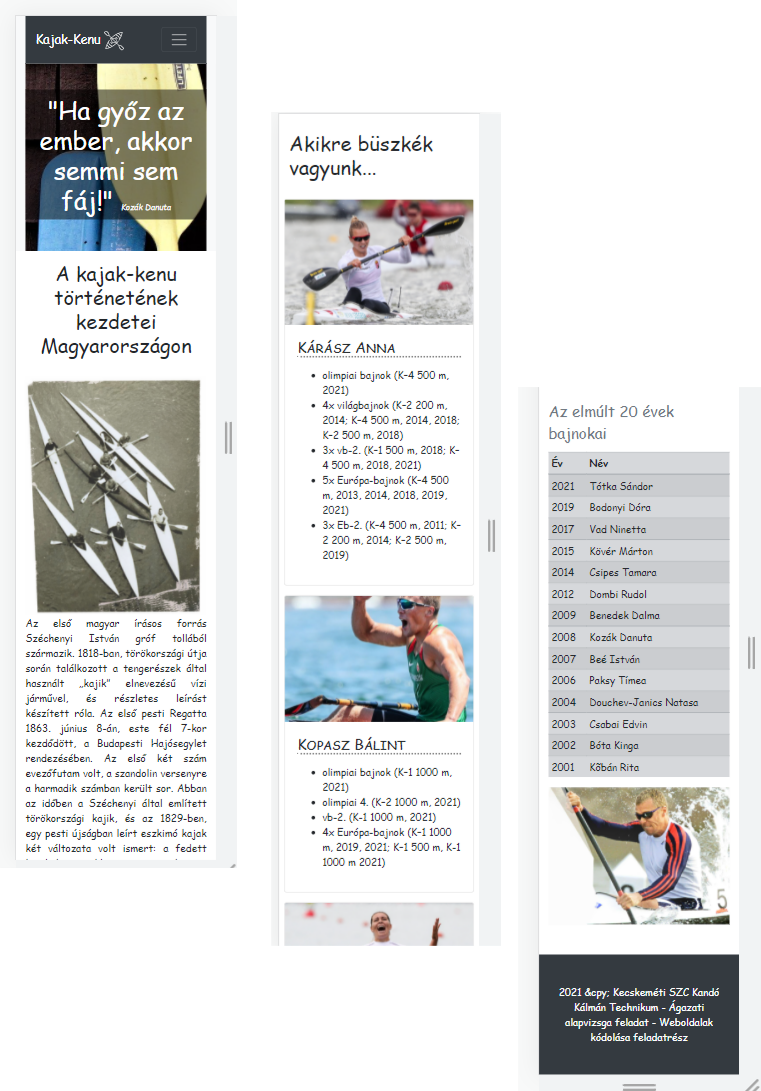 Kajak-Kenu
"Ha győz az
ember, akkor
semmi sem
fáj!" Kozák Danuta
A kajak-kenu
történetének
kezdetei
Magyarországon
Az első magyar írásos forrás
Széchenyi István gróf tollából
származik. 1818-ban, törökországi útja
során találkozott a tengerészek által
használt „kajik” elnevezésű vízi
járművel, és részletes leírást
készített róla. Az első pesti Regatta
1863. június 8-án, este fél 7-kor
kezdődött, a Budapesti Hajósegylet
rendezésében. Az első két szám
evezőfutam volt, a szandolin versenyre
a harmadik számban került sor. Abban
az időben a Széchenyi által említett
törökországi kajik, és az 1829-ben,
egy pesti újságban leírt eszkimó kajak
két változata volt ismert: a fedett
Akikre büszkék
vagyunk...
Kárász Anna
olimpiai bajnok (K-4 500 m,
2021)
4x világbajnok (K-2 200 m,
2014; K-4 500 m, 2014, 2018;
K-2 500 m, 2018)
3x vb-2. (K-1 500 m, 2018; K-
4 500 m, 2018, 2021)
5x Európa-bajnok (K-4 500
m, 2013, 2014, 2018, 2019,
2021)
3x Eb-2. (K-4 500 m, 2011; K-
2 200 m, 2014; K-2 500 m,
2019)
Kopasz Bálint
olimpiai bajnok (K-1 1000 m,
2021)
olimpiai 4. (K-2 1000 m, 2021)
vb-2. (K-1 1000 m, 2021)
4x Európa-bajnok (K-1 1000
m, 2019, 2021; K-1 500 m, K-1
1000 m 2021)
Az elmúlt 20 évek
bajnokai
Év Név
2021 Tótka Sándor
2019 Bodonyi Dóra
2017 Vad Ninetta
2015 Kövér Márton
2014 Csipes Tamara
2012 Dombi Rudol
2009 Benedek Dalma
2008 Kozák Danuta
2007 Beé István
2006 Paksy Tímea
2004 Douchev-Janics Natasa
2003 Csabai Edvin
2002 Bóta Kinga
2001 Kőbán Rita
5
2021 &cpy; Kecskeméti SZC Kandó
Kálmán Technikum - Ágazati
alapvizsga feladat - Weboldalak
kódolása feladatrész